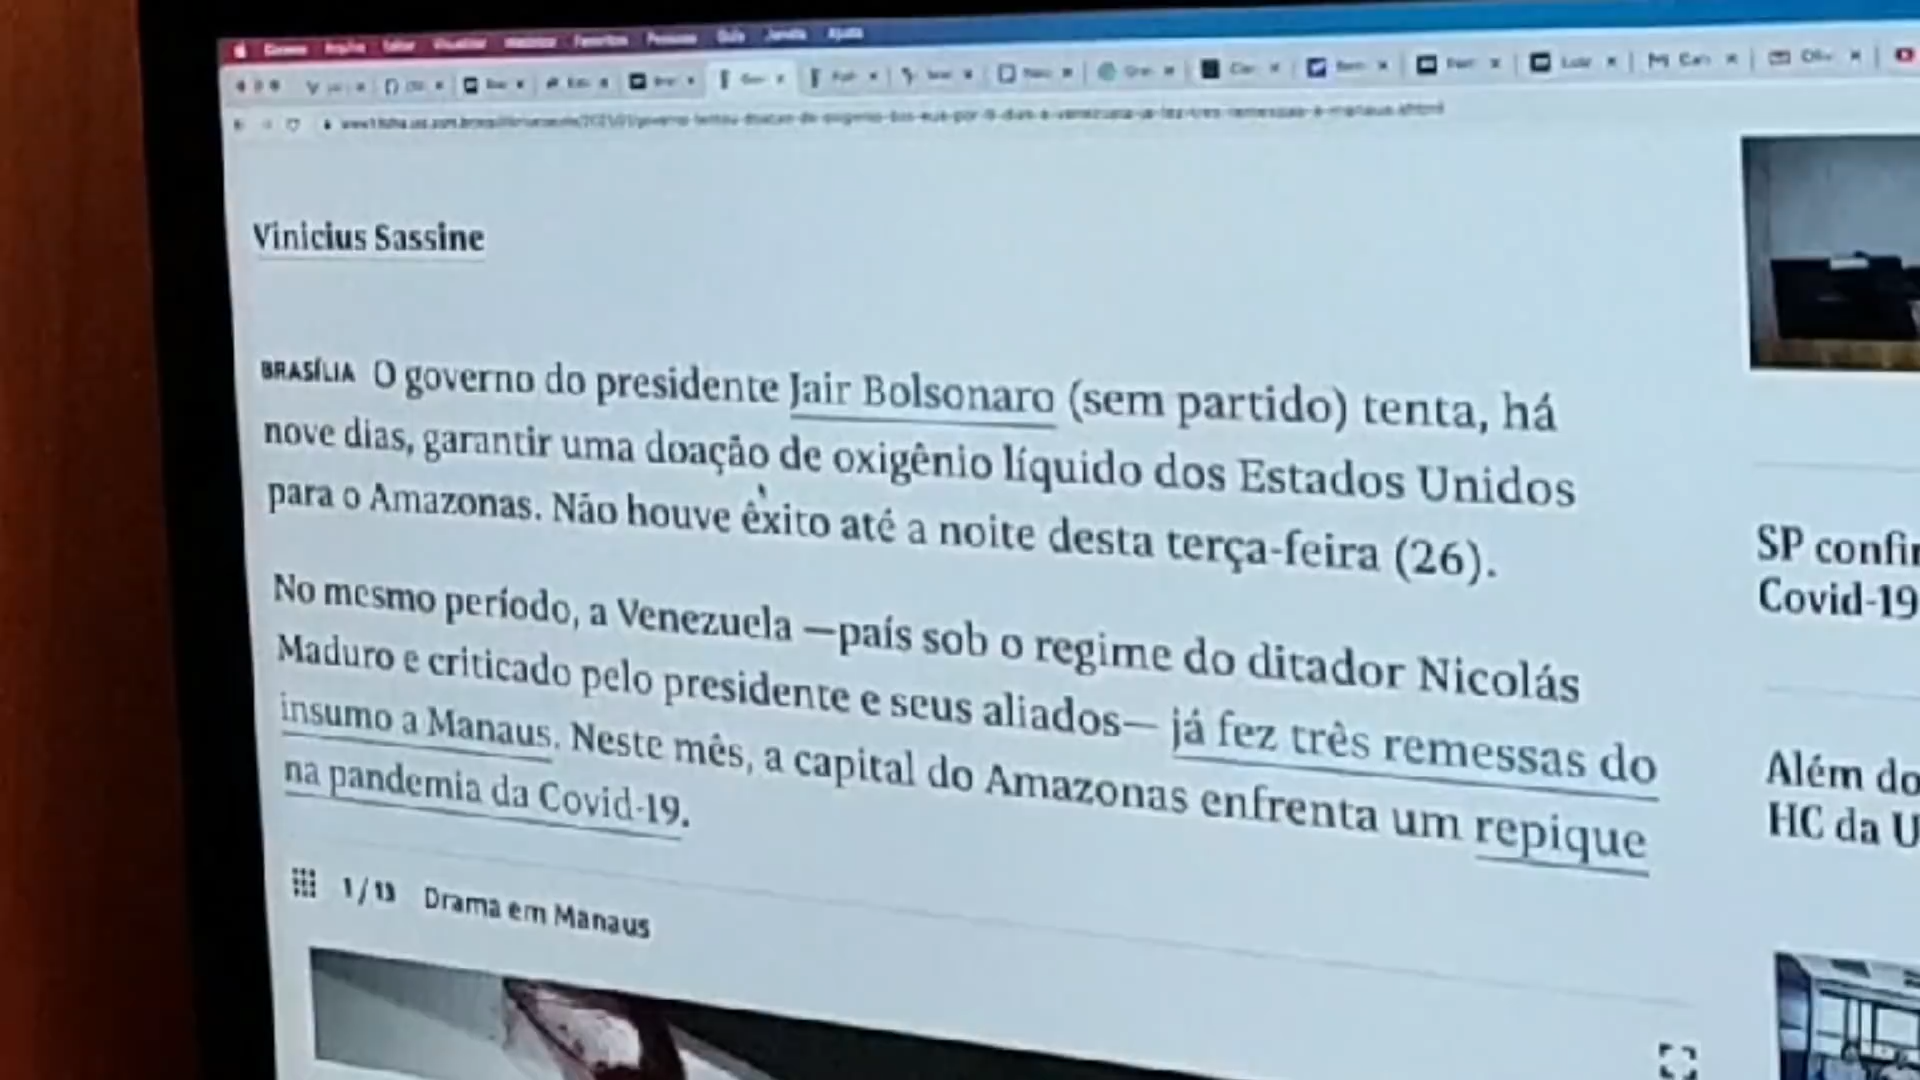 Vinicius Sassine
BRASÍLIA O governo do presidente Jair Bolsonaro (sem partido) tenta, há
nove dias, garantir uma doação de oxigênio líquido dos Estados Unidos
para o Amazonas. Não houve êxito até a noite desta terça-feira (26).
No mesmo período, a Venezuela —país sob o regime do ditador Nicolás
Maduro e criticado pelo presidente e seus aliados— já fez três remessas do
insumo a Manaus. Neste mês, a capital do Amazonas enfrenta um repique
na pandemia da Covid-19.
1/13 Drama em Manaus
SP confir
Covid-19
Além do
HC da U